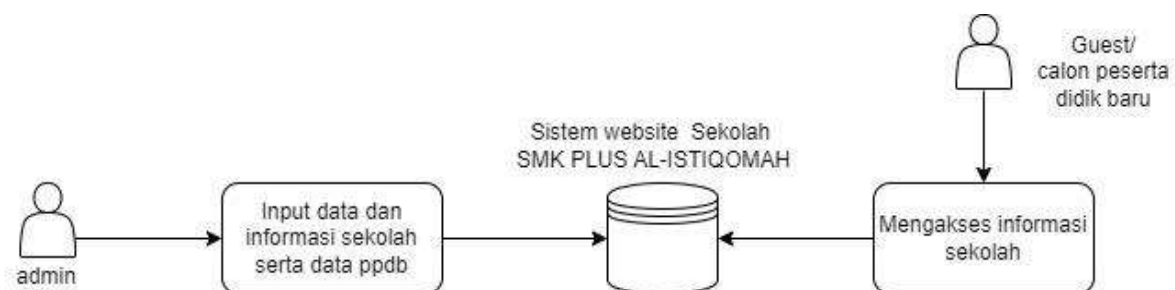 Guest/
calon peserta
didik baru
Sistem website Sekolah
SMK PLUS AL-ISTIQOMAH
Input data dan
informasi sekolah
serta data ppdb
Mengakses informasi
sekolah
admin